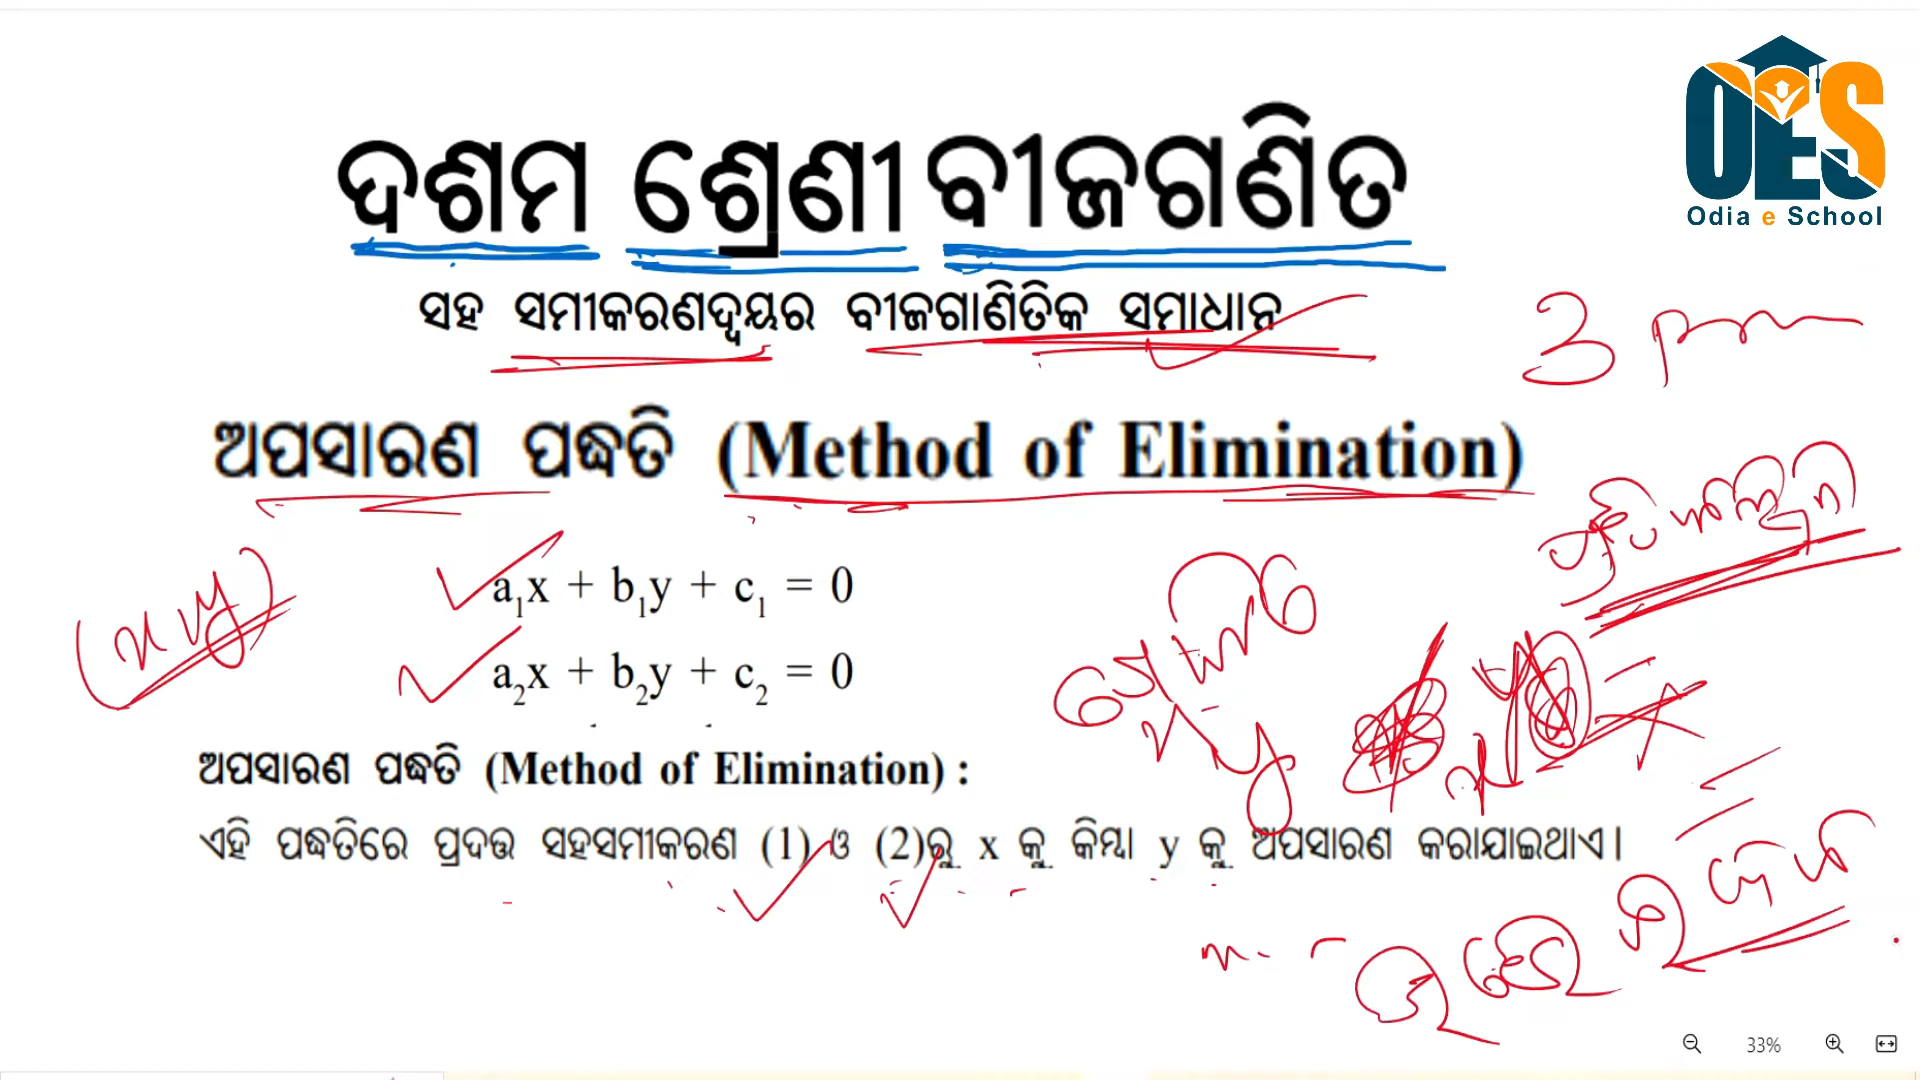 OES
Odia e School
ଦଶମ ଶ୍ରେଣୀ ବୀଜଗଣିତ
ସହ ସମୀକରଣଦ୍ୱୟର ବୀଜଗାଣିତିକ ସମାଧାନ
3 pm
ଅପସାରଣ ପଦ୍ଧତି (Method of Elimination)
a₁x + b₁y + c₁ = 0
a₂x + b₂y + c₂ = 0
ଅପସାରଣ ପଦ୍ଧତି (Method of Elimination) :
ଏହି ପଦ୍ଧତିରେ ପ୍ରଦତ୍ତ ସହସମୀକରଣ (1) ଓ (2)ରୁ x କୁ କିମ୍ବା y କୁ ଅପସାରଣ କରାଯାଇଥାଏ।
33%